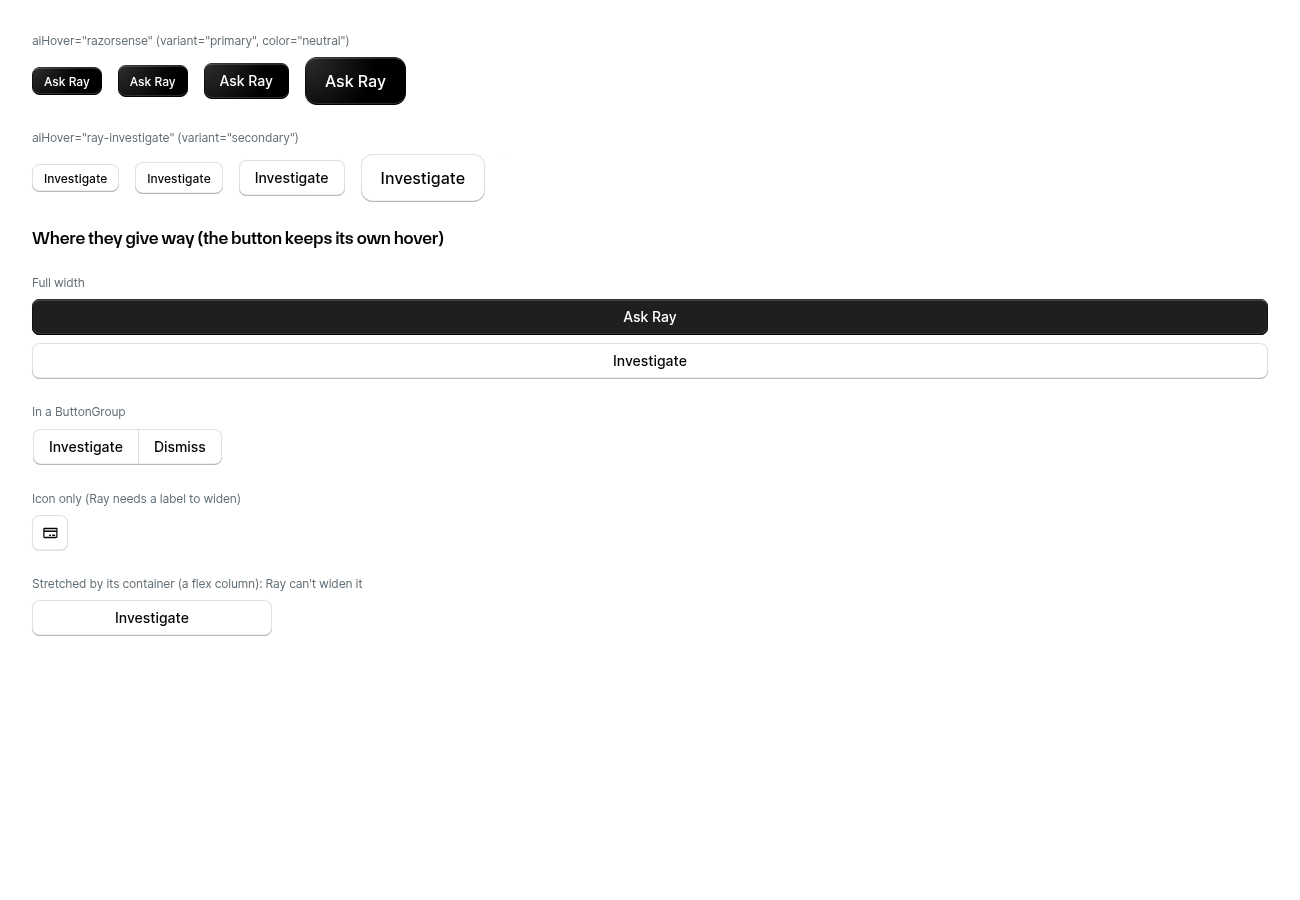 aiHover="razorsense" (variant="primary", color="neutral")
Ask Ray Ask Ray Ask Ray Ask Ray
aiHover="ray-investigate" (variant="secondary")
Investigate Investigate Investigate Investigate
Where they give way (the button keeps its own hover)
Full width
Ask Ray
Investigate
In a ButtonGroup
Investigate Dismiss
Icon only (Ray needs a label to widen)
Stretched by its container (a flex column): Ray can't widen it
Investigate